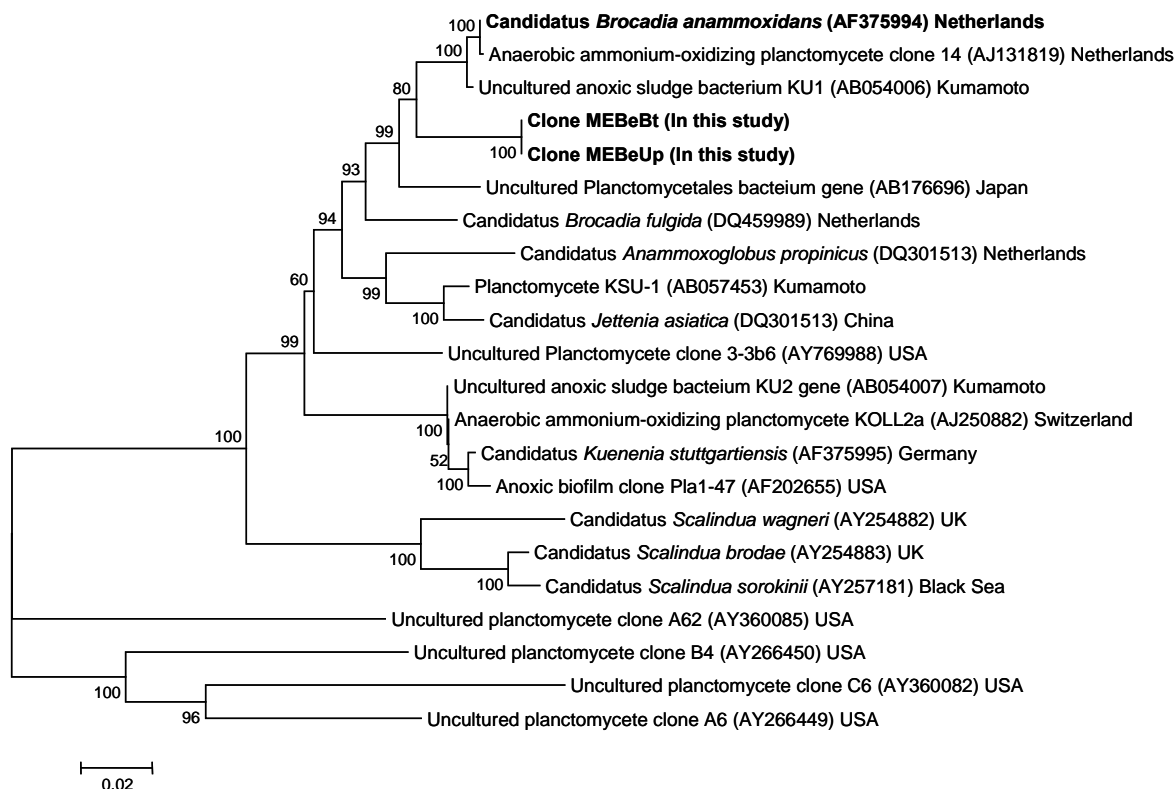 100
Candidatus Brocadia anammoxidans (AF375994) Netherlands
100
Anaerobic ammonium-oxidizing planctomycete clone 14 (AJ131819) Netherlands
80
Uncultured anoxic sludge bacterium KU1 (AB054006) Kumamoto
Clone MEBeBt (In this study)
99
100
Clone MEBeUp (In this study)
93
Uncultured Planctomycetales bacteium gene (AB176696) Japan
94
Candidatus Brocadia fulgida (DQ459989) Netherlands
Candidatus Anammoxoglobus propinicus (DQ301513) Netherlands
60
99
Planctomycete KSU-1 (AB057453) Kumamoto
100
Candidatus Jettenia asiatica (DQ301513) China
99
Uncultured Planctomycete clone 3-3b6 (AY769988) USA
Uncultured anoxic sludge bacteium KU2 gene (AB054007) Kumamoto
Anaerobic ammonium-oxidizing planctomycete KOLL2a (AJ250882) Switzerland
100
100
52
Candidatus Kuenenia stuttgartiensis (AF375995) Germany
100
Anoxic biofilm clone Pla1-47 (AF202655) USA
Candidatus Scalindua wagneri (AY254882) UK
100
Candidatus Scalindua brodae (AY254883) UK
100
Candidatus Scalindua sorokinii (AY257181) Black Sea
Uncultured planctomycete clone A62 (AY360085) USA
Uncultured planctomycete clone B4 (AY266450) USA
100
Uncultured planctomycete clone C6 (AY360082) USA
96
Uncultured planctomycete clone A6 (AY266449) USA
0.02